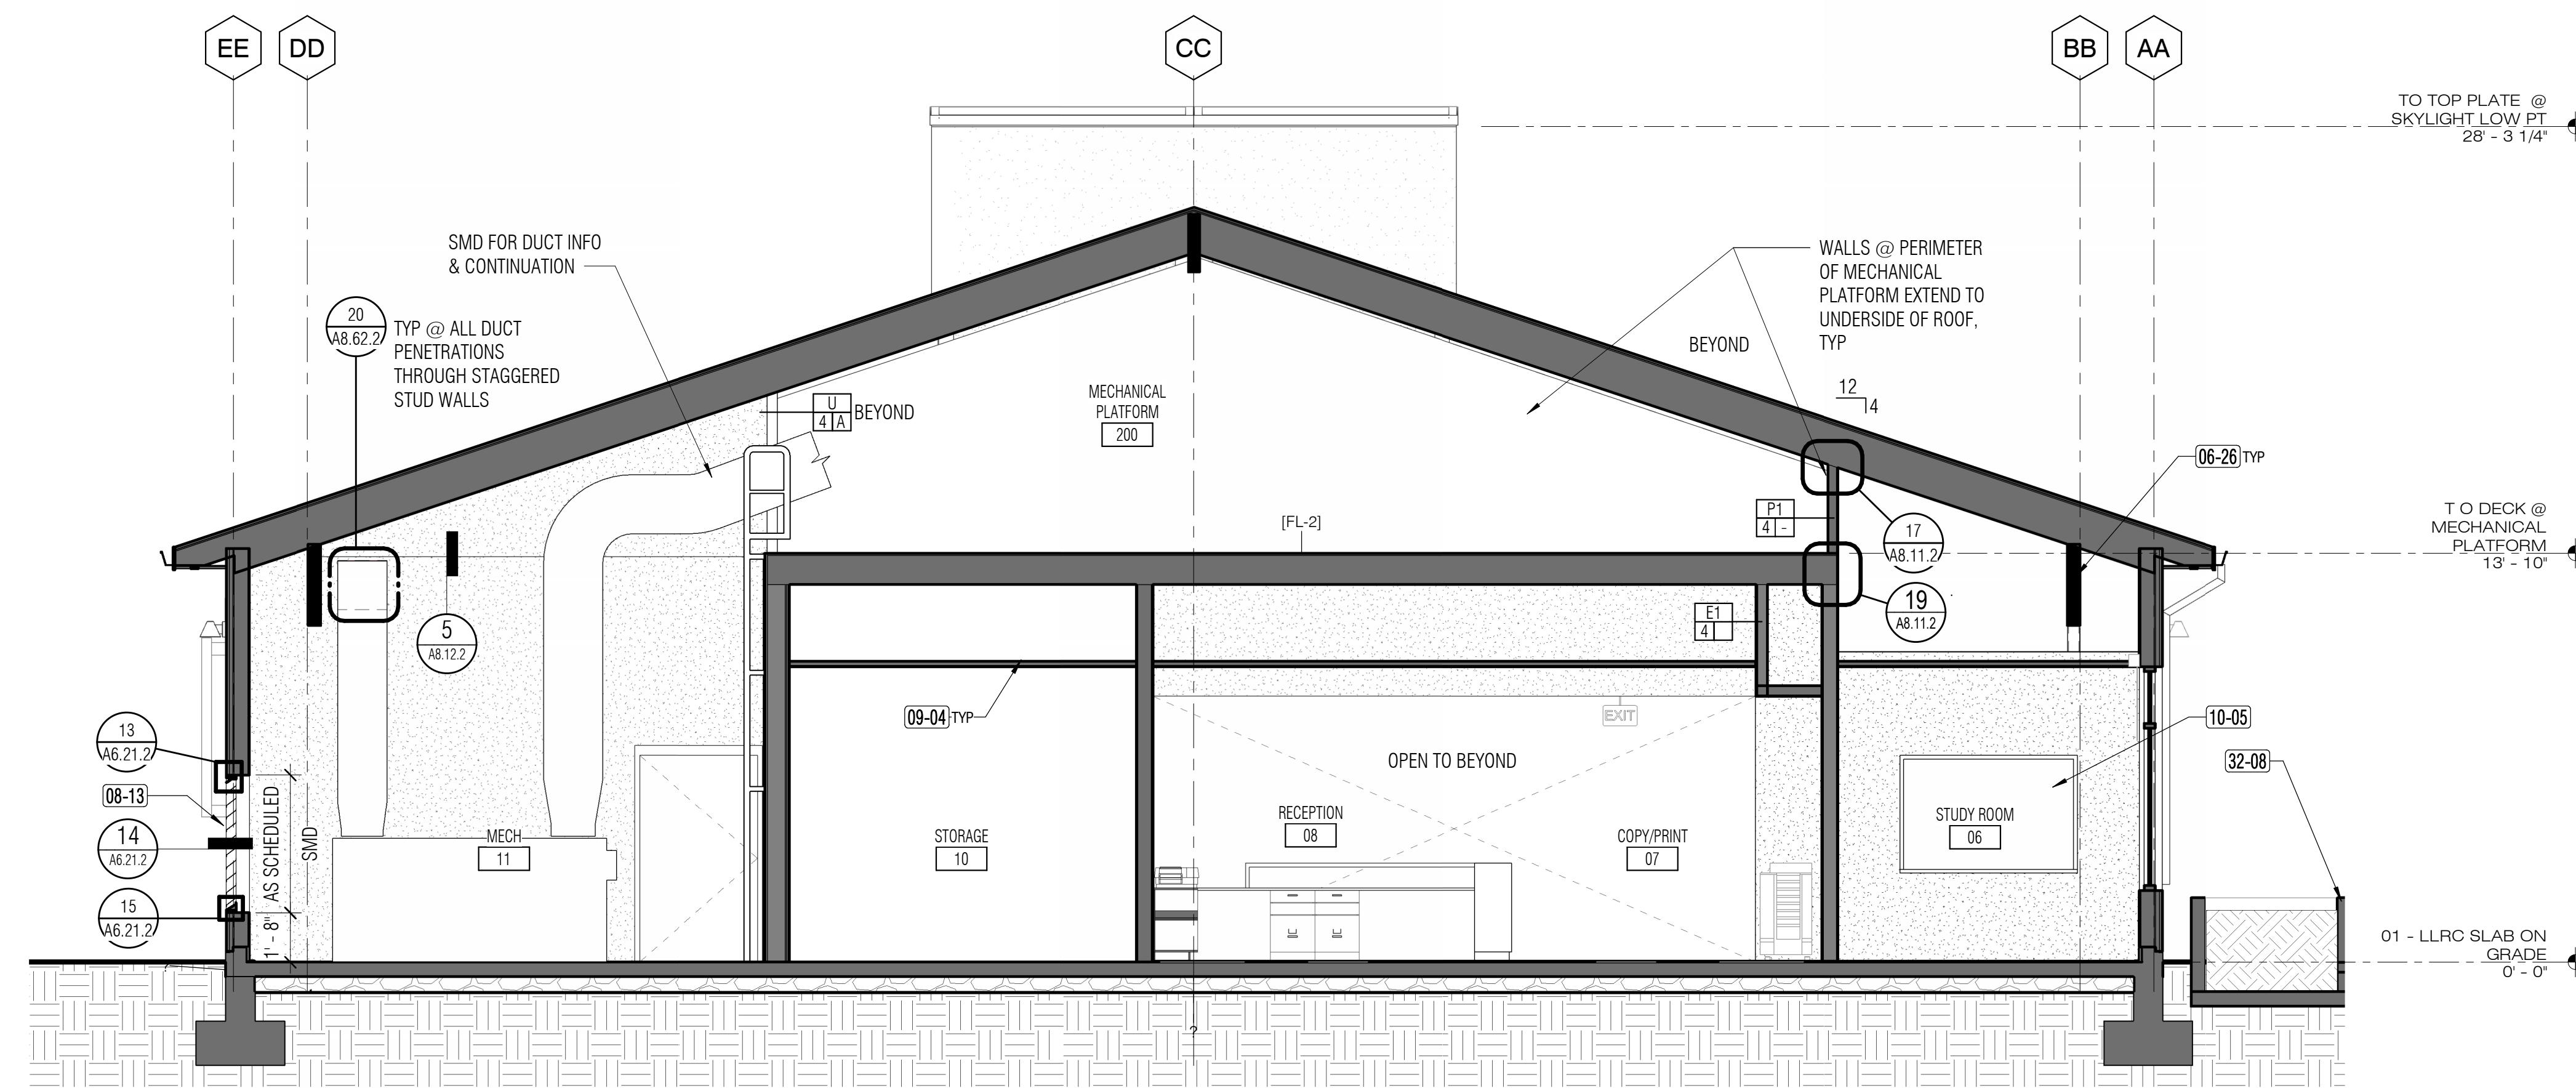 EE
DD
CC
BB
AA
TO TOP PLATE @
SKYLIGHT LOW PT
28' - 3 1/4"
SMD FOR DUCT INFO
& CONTINUATION
WALLS @ PERIMETER
OF MECHANICAL
PLATFORM EXTEND TO
UNDERSIDE OF ROOF,
TYP
BEYOND
20
A8.62.2
TYP @ ALL DUCT
PENETRATIONS
THROUGH STAGGERED
STUD WALLS
12
4
U
4 A
BEYOND
MECHANICAL
PLATFORM
200
06-26 TYP
P1
4 -
[FL-2]
17
A8.11.2
T O DECK @
MECHANICAL
PLATFORM
13' - 10"
5
A8.12.2
E1
4
19
A8.11.2
09-04 TYP
EXIT
10-05
13
A6.21.2
OPEN TO BEYOND
32-08
08-13
AS SCHEDULED
SMD
14
A6.21.2
MECH
11
STORAGE
10
RECEPTION
08
COPY/PRINT
07
STUDY ROOM
06
15
A6.21.2
1' - 8"
01 - LLRC SLAB ON
GRADE
0' - 0"
?